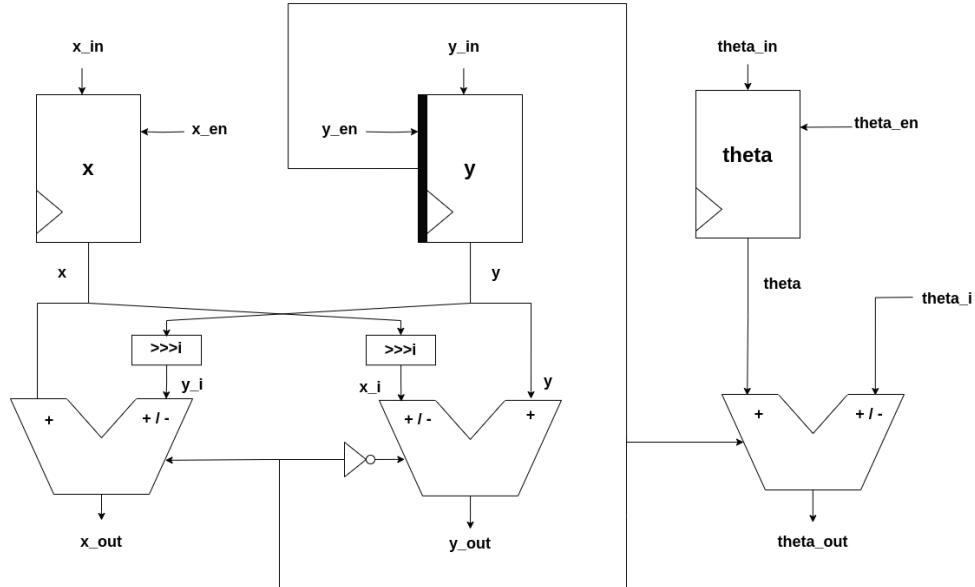 x_in
y_in
theta_in
x_en
y_en
theta_en
x
y
theta
x
y
theta
theta_i
>>>i
>>>i
y_i
x_i
y
+
+ / -
+ / -
+
+
+ / -
x_out
y_out
theta_out